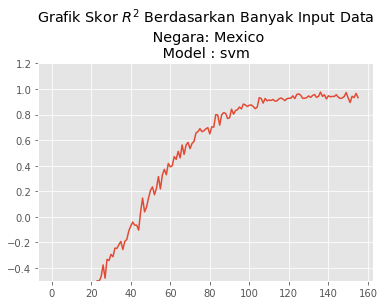 Grafik Skor R² Berdasarkan Banyak Input Data
Negara: Mexico
Model : svm
1.2
1.0
0.8
0.6
0.4
0.2
0.0
−0.2
−0.4
0 20 40 60 80 100 120 140 160